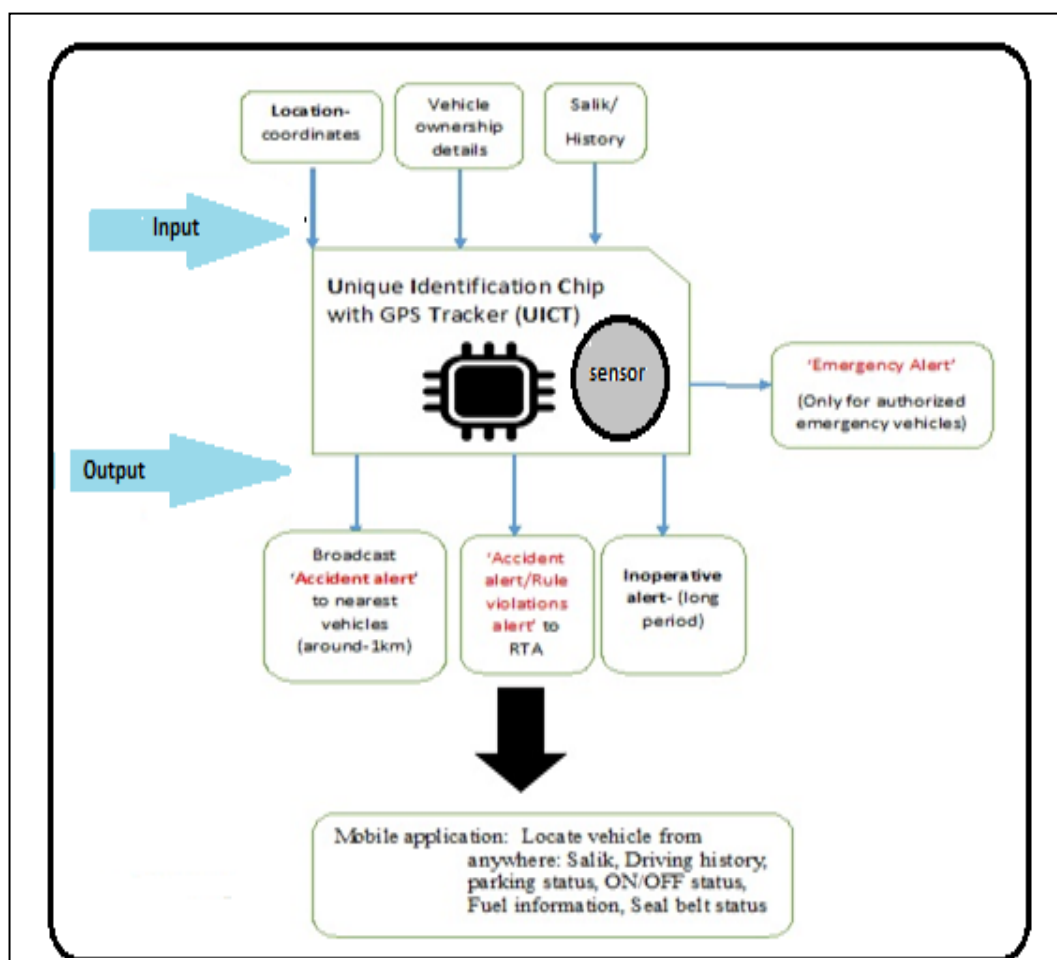 Location-
coordinates
Vehicle
ownership
details
Salik/
History
Input
Unique Identification Chip
with GPS Tracker (UICT)
sensor
'Emergency Alert'
(Only for authorized
emergency vehicles)
Output
Broadcast
'Accident alert'
to nearest
vehicles
(around-1km)
'Accident
alert/Rule
violations
alert' to
RTA
Inoperative
alert- (long
period)
Mobile application: Locate vehicle from
anywhere: Salik, Driving history,
parking status, ON/OFF status,
Fuel information, Seal belt status